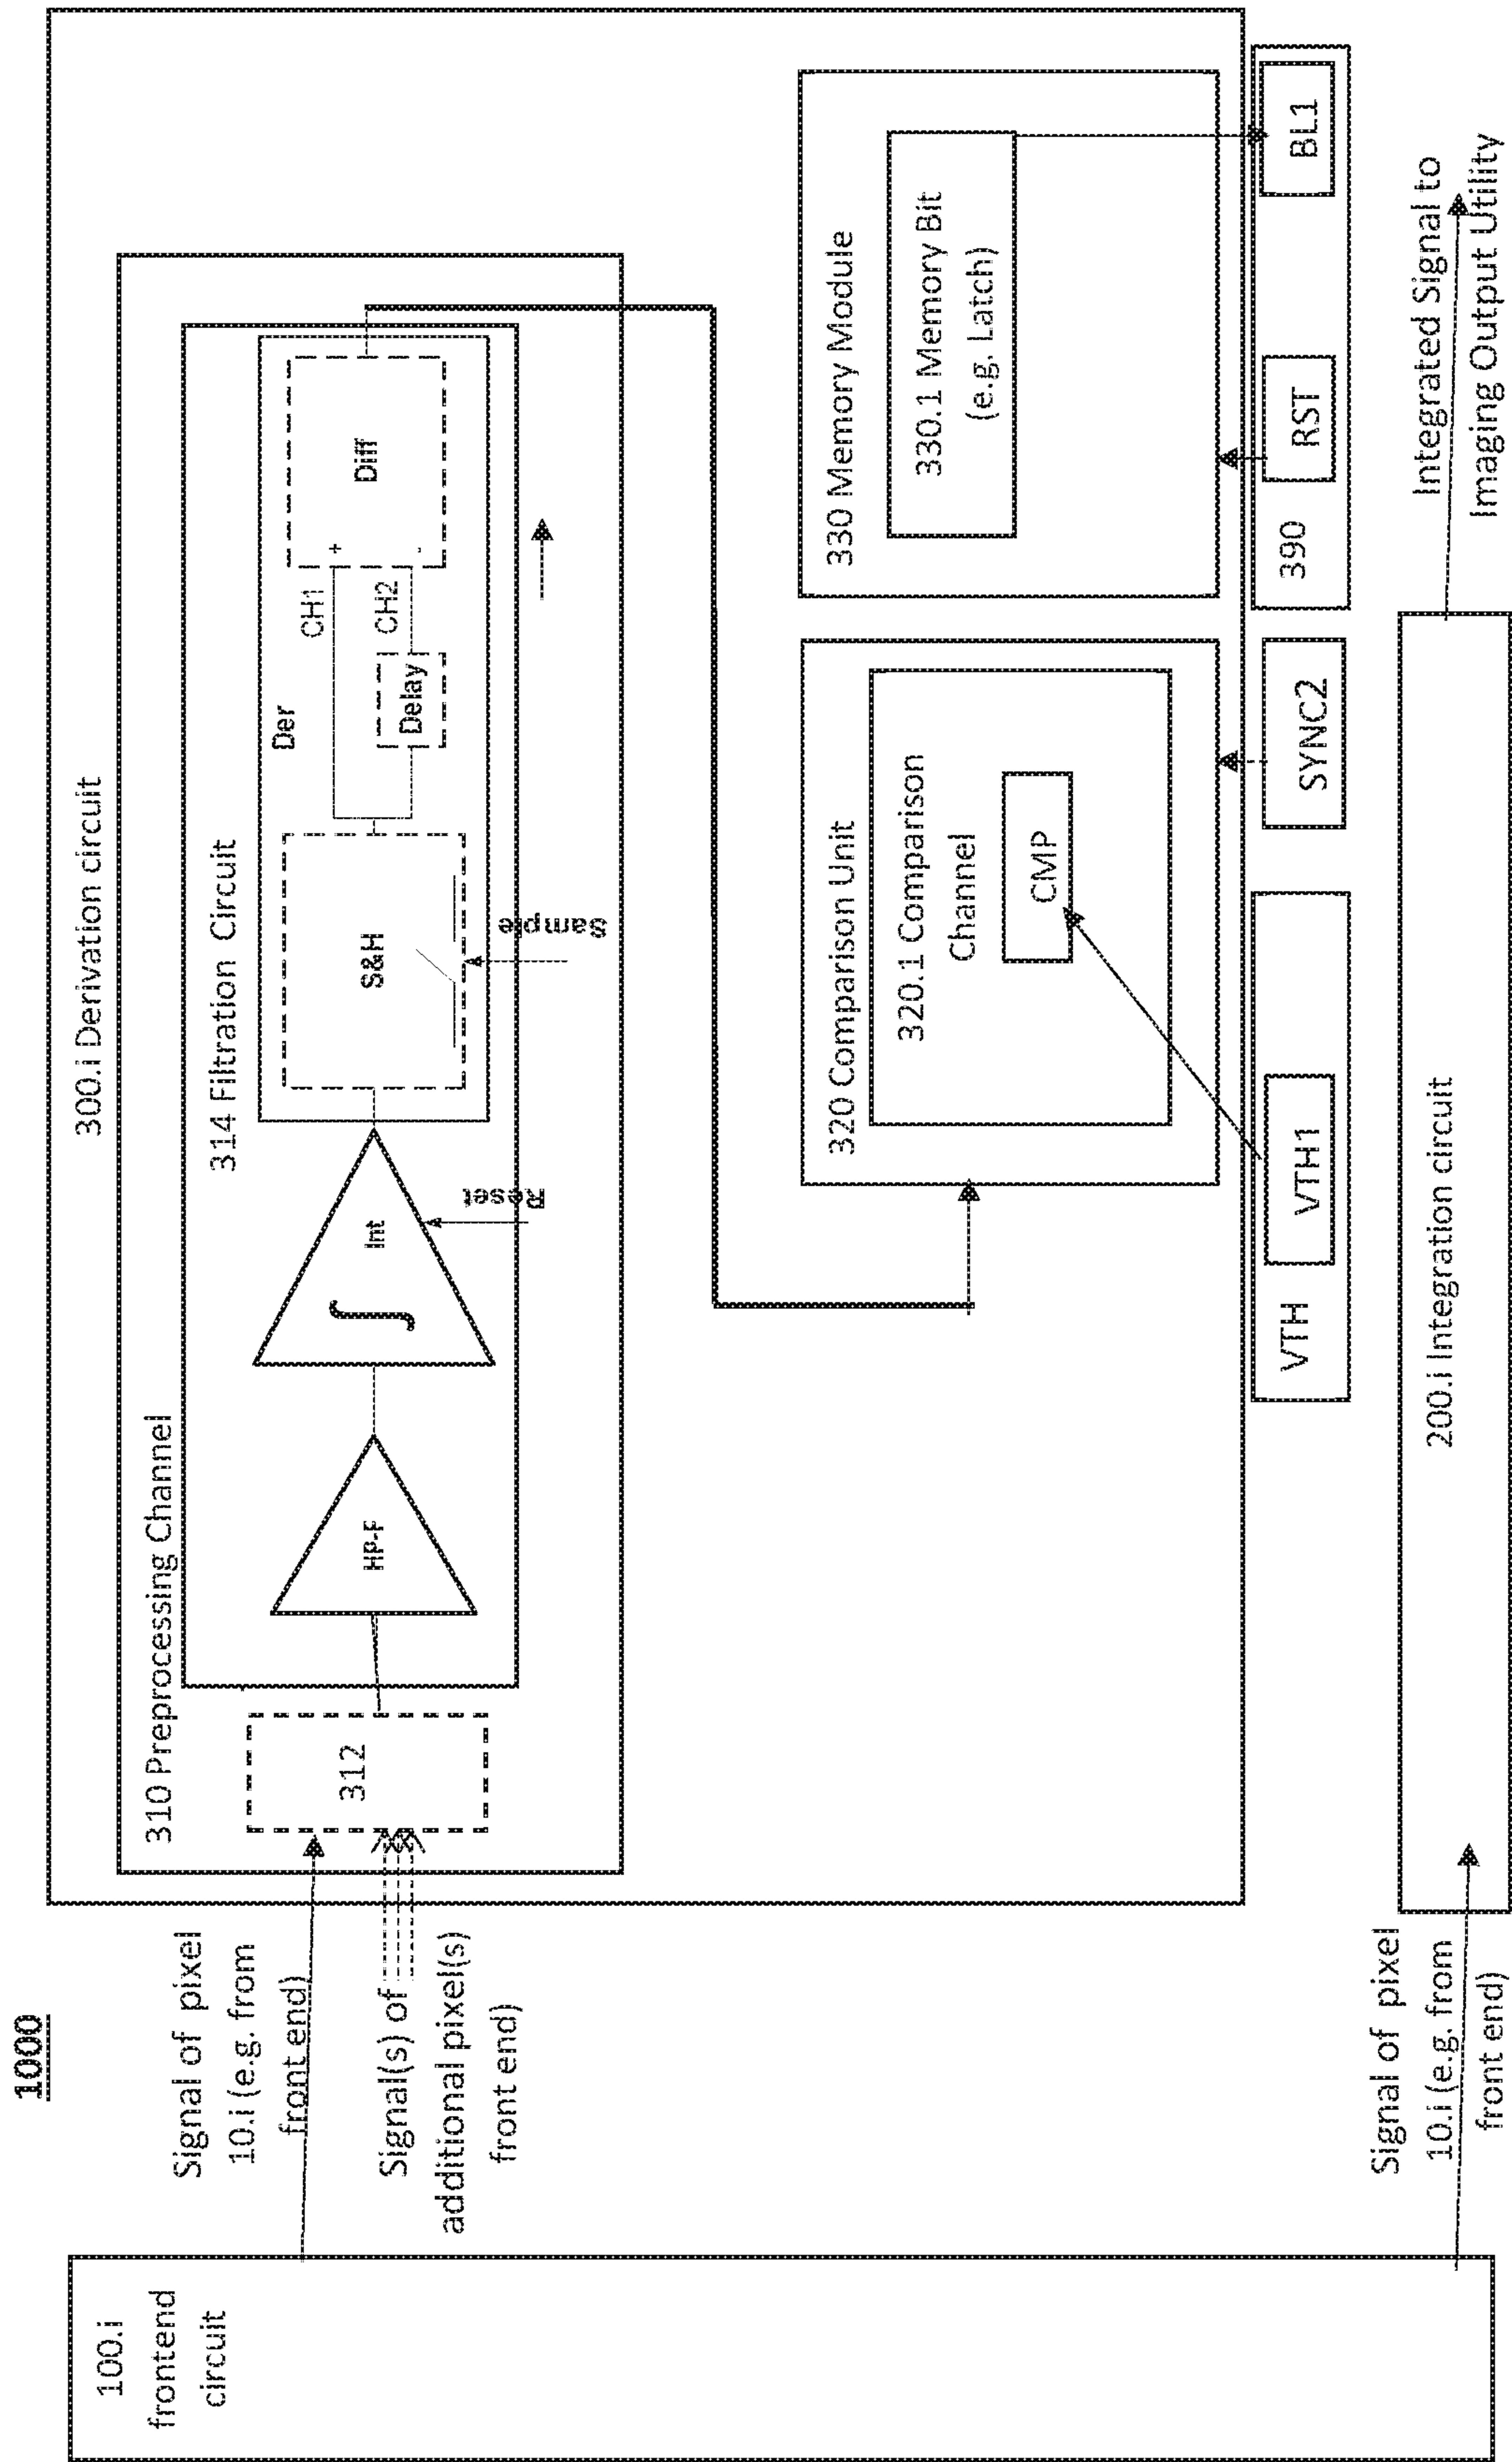 1000
100.i
frontend
circuit
Signal of pixel
10.i (e.g. from
front end)
Signal(s) of
additional pixel(s)
front end)
300.i Derivation circuit
310 Preprocessing Channel
312
314 Filtration Circuit
HP-F
∫
Int
Reset
Der
S&H
Sample
CH1
CH2
Delay
+
-
Diff
320 Comparison Unit
320.1 Comparison
Channel
CMP
330 Memory Module
330.1 Memory Bit
(e.g. Latch)
VTH
VTH1
SYNC2
390
RST
BL1
Signal of pixel
10.i (e.g. from
front end)
200.i Integration circuit
Integrated Signal to
Imaging Output Utility